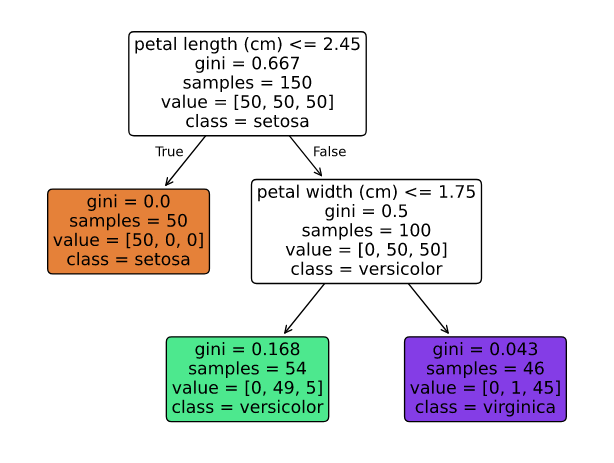 petal length (cm) <= 2.45
gini = 0.667
samples = 150
value = [50, 50, 50]
class = setosa
True
False
gini = 0.0
samples = 50
value = [50, 0, 0]
class = setosa
petal width (cm) <= 1.75
gini = 0.5
samples = 100
value = [0, 50, 50]
class = versicolor
gini = 0.168
samples = 54
value = [0, 49, 5]
class = versicolor
gini = 0.043
samples = 46
value = [0, 1, 45]
class = virginica